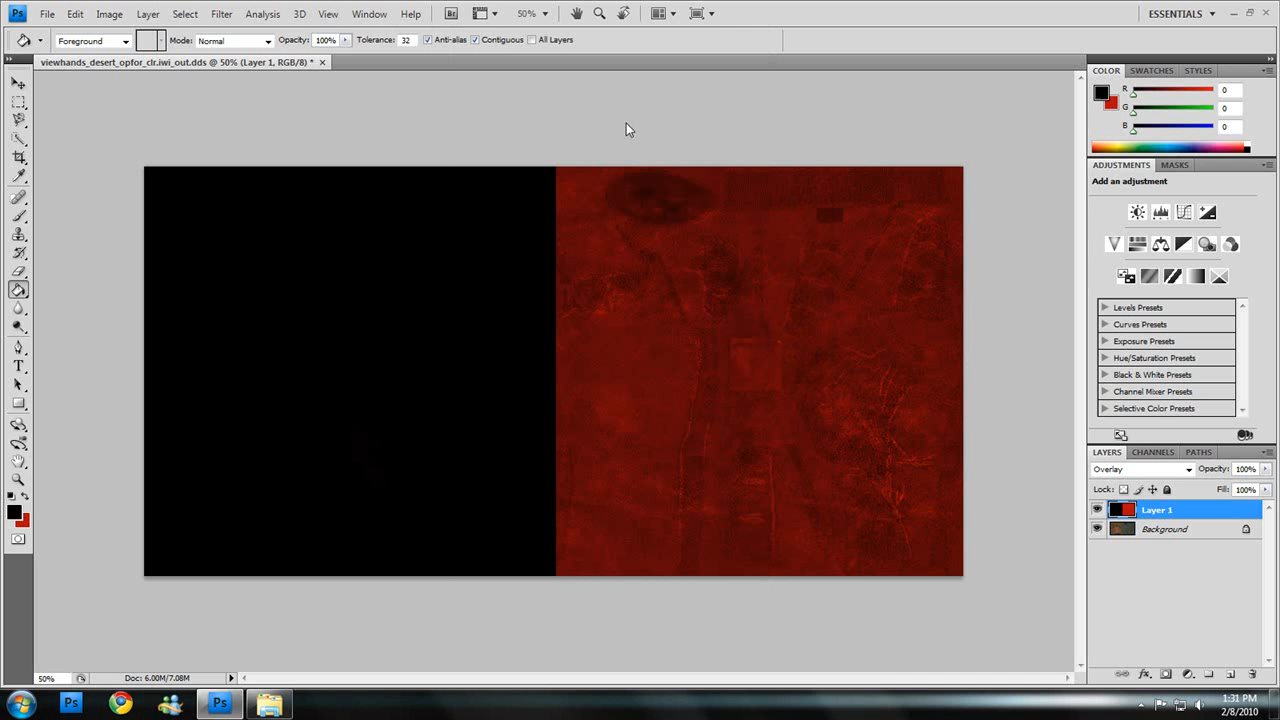 Ps File Edit Image Layer Select Filter Analysis 3D View Window Help Br 50% ESSENTIALS
Foreground Mode: Normal Opacity: 100% Tolerance: 32 Anti-alias Contiguous All Layers
viewhands_desert_opfor_clr.iwi_out.dds @ 50% (Layer 1, RGB/8) *
COLOR SWATCHES STYLES
R 0
G 0
B 0
ADJUSTMENTS MASKS
Add an adjustment
Levels Presets
Curves Presets
Exposure Presets
Hue/Saturation Presets
Black & White Presets
Channel Mixer Presets
Selective Color Presets
LAYERS CHANNELS PATHS
Overlay Opacity: 100%
Lock: Fill: 100%
Layer 1
Background
T
50% Doc: 6.00M/7.08M
fx
Ps Ps
1:31 PM
2/8/2010